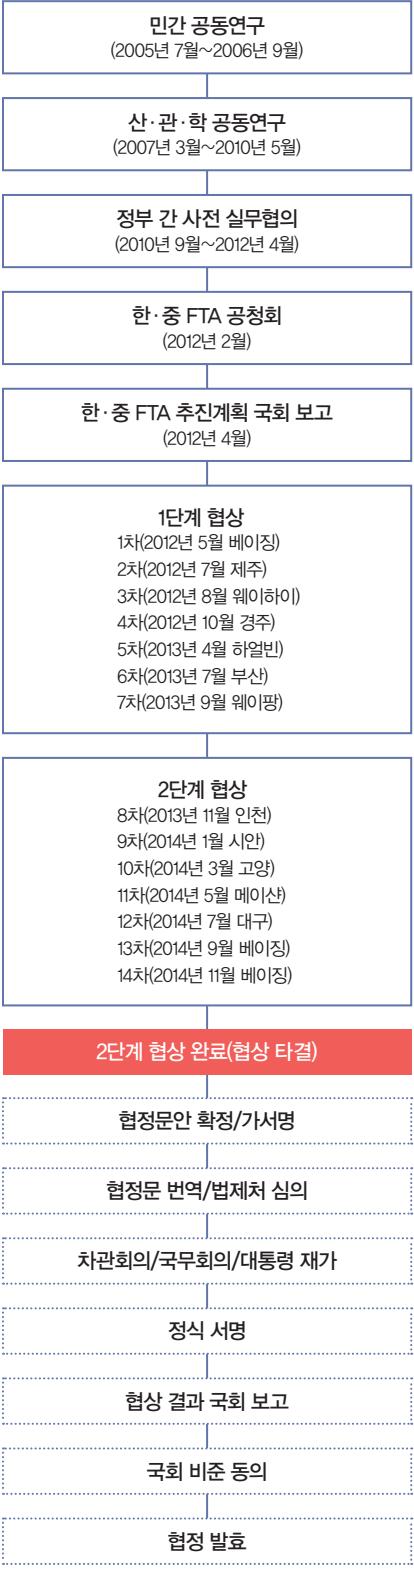 민간 공동연구
(2005년 7월~2006년 9월)
산·관·학 공동연구
(2007년 3월~2010년 5월)
정부 간 사전 실무협의
(2010년 9월~2012년 4월)
한·중 FTA 공청회
(2012년 2월)
한·중 FTA 추진계획 국회 보고
(2012년 4월)
1단계 협상
1차(2012년 5월 베이징)
2차(2012년 7월 제주)
3차(2012년 8월 웨이하이)
4차(2012년 10월 경주)
5차(2013년 4월 하얼빈)
6차(2013년 7월 부산)
7차(2013년 9월 웨이팡)
2단계 협상
8차(2013년 11월 인천)
9차(2014년 1월 시안)
10차(2014년 3월 고양)
11차(2014년 5월 메이샨)
12차(2014년 7월 대구)
13차(2014년 9월 베이징)
14차(2014년 11월 베이징)
2단계 협상 완료(협상 타결)
협정문안 확정/가서명
협정문 번역/법제처 심의
차관회의/국무회의/대통령 재가
정식 서명
협상 결과 국회 보고
국회 비준 동의
협정 발효